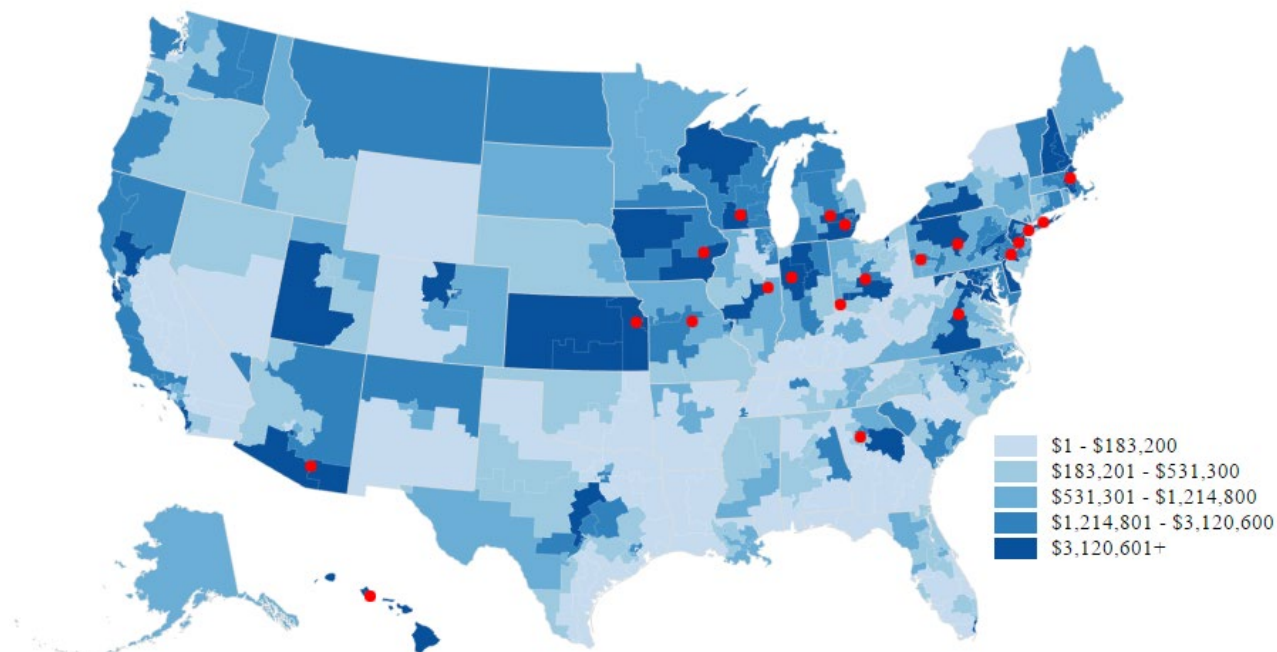 $1 - $183,200
$183,201 - $531,300
$531,301 - $1,214,800
$1,214,801 - $3,120,600
$3,120,601+